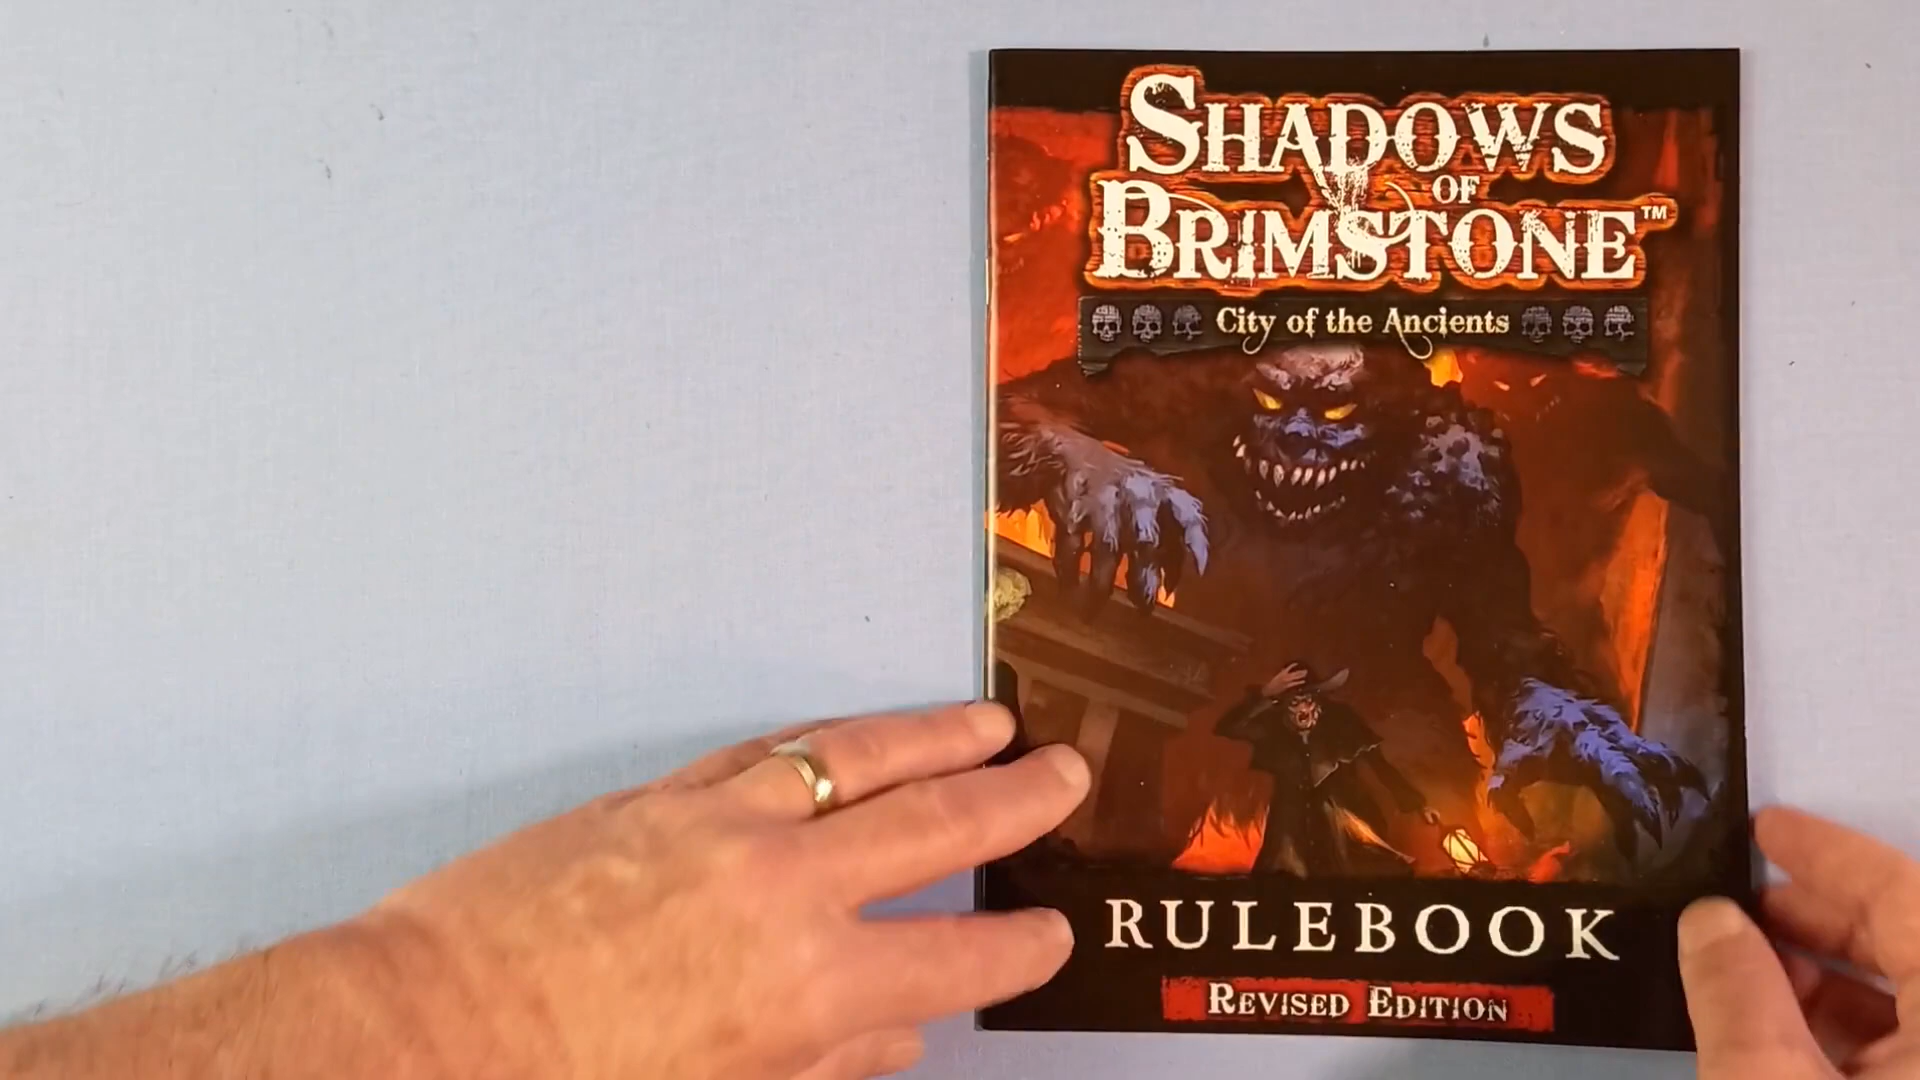 SHADOWS
OF
BRIMSTONE™
City of the Ancients
RULEBOOK
REVISED EDITION